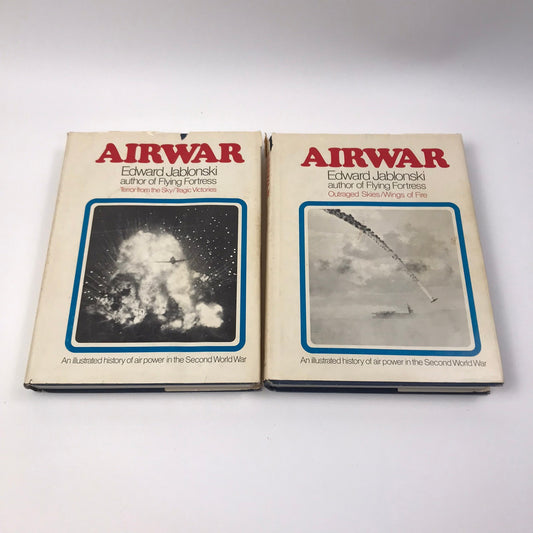 AIRWAR
Edward Jablonski
author of Flying Fortress
Terror from the Sky/Tragic Victories
An illustrated history of air power in the Second World War
AIRWAR
Edward Jablonski
author of Flying Fortress
Outraged Skies/Wings of Fire
An illustrated history of air power in the Second World War